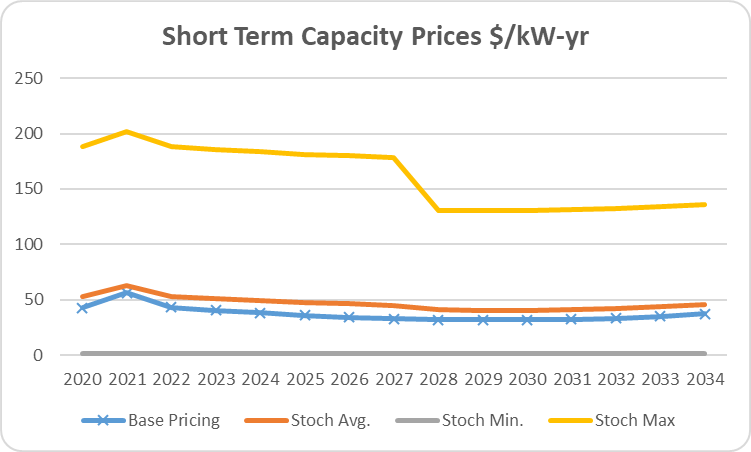 Short Term Capacity Prices $/kW-yr
250
200
150
100
50
0
2020 2021 2022 2023 2024 2025 2026 2027 2028 2029 2030 2031 2032 2033 2034
Base Pricing Stoch Avg. Stoch Min. Stoch Max